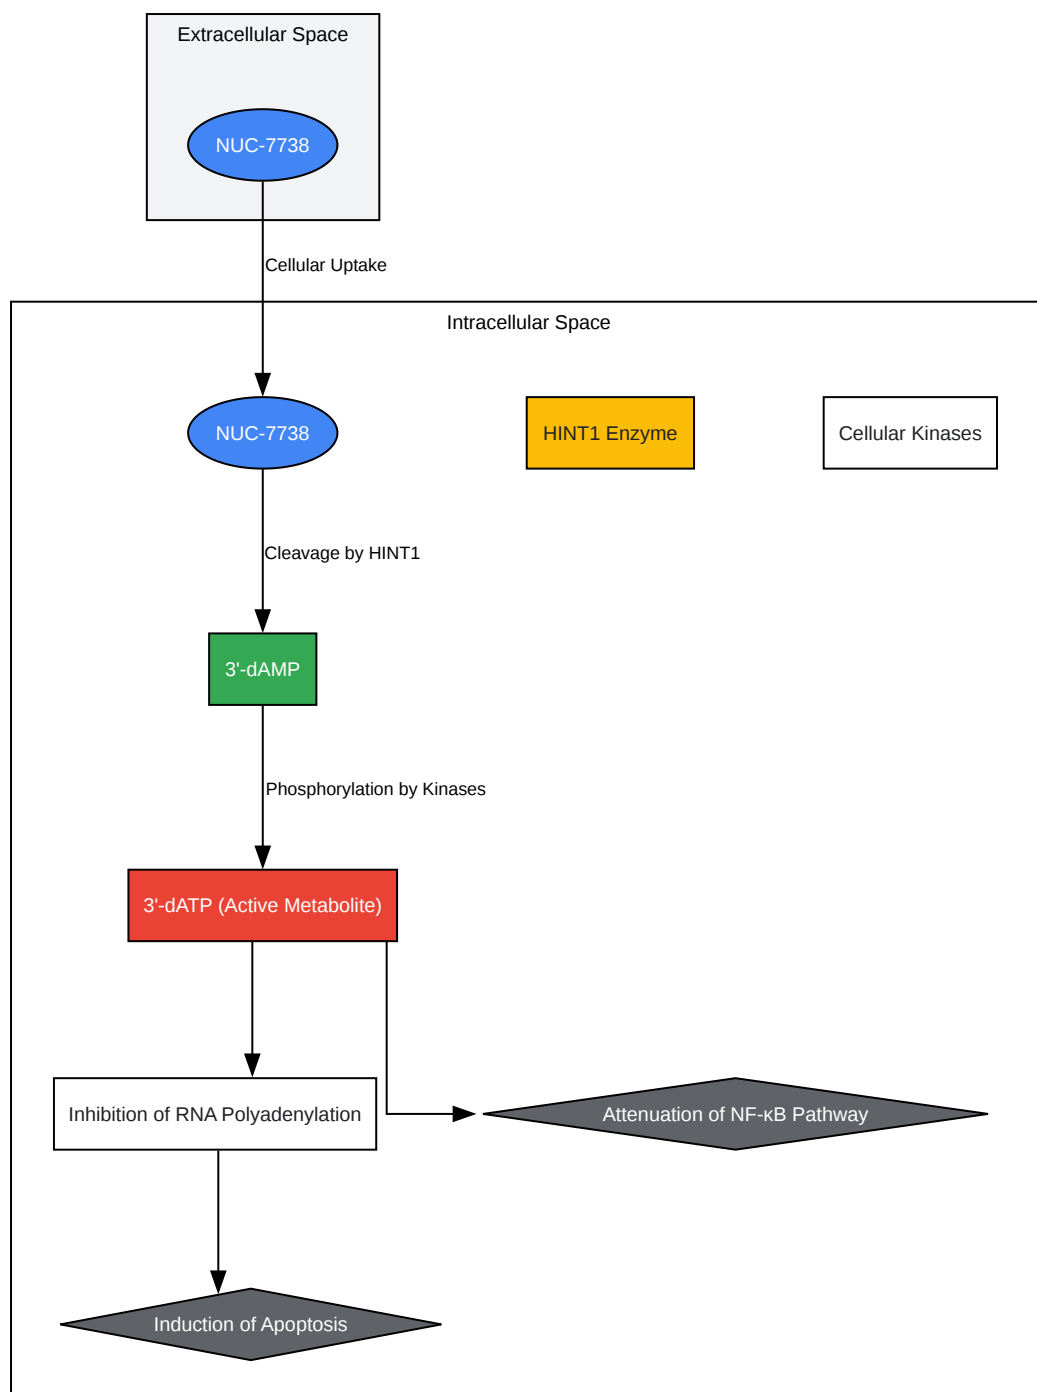 Extracellular Space
NUC-7738
Cellular Uptake
Intracellular Space
NUC-7738
HINT1 Enzyme
Cellular Kinases
Cleavage by HINT1
3'-dAMP
Phosphorylation by Kinases
3'-dATP (Active Metabolite)
Inhibition of RNA Polyadenylation
Attenuation of NF-κB Pathway
Induction of Apoptosis